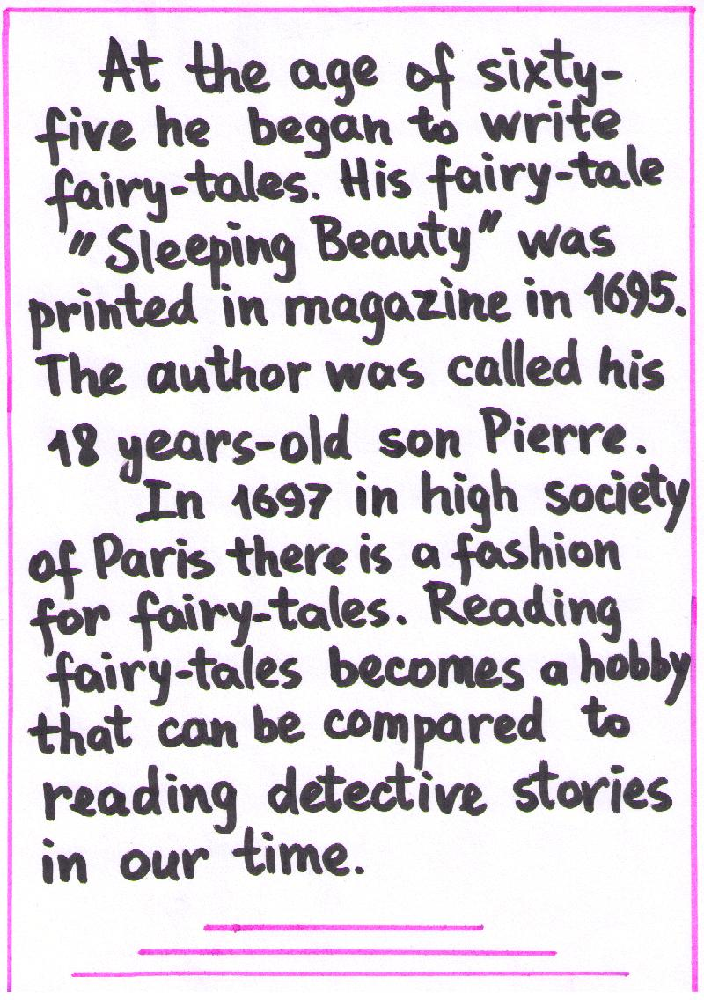 At the age of sixty-
five he began to write
fairy-tales. His fairy-tale
"Sleeping Beauty" was
printed in magazine in 1695.
The author was called his
18 years-old son Pierre.
In 1697 in high society
of Paris there is a fashion
for fairy-tales. Reading
fairy-tales becomes a hobby
that can be compared to
reading detective stories
in our time.